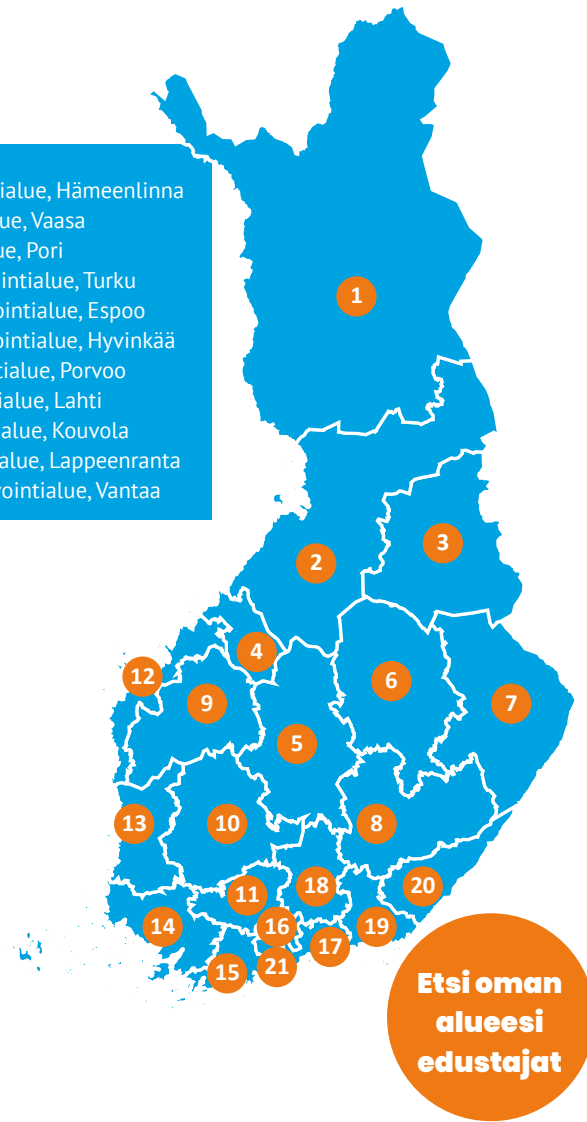 ialue, Hämeenlinna
ue, Vaasa
ue, Pori
intialue, Turku
ointialue, Espoo
ointialue, Hyvinkää
tialue, Porvoo
ialue, Lahti
alue, Kouvola
alue, Lappeenranta
vointialue, Vantaa
1
2
3
4
12
6
9
7
5
13
10
8
11
18
20
14
16
19
17
15
21
Etsi oman
alueesi
edustajat